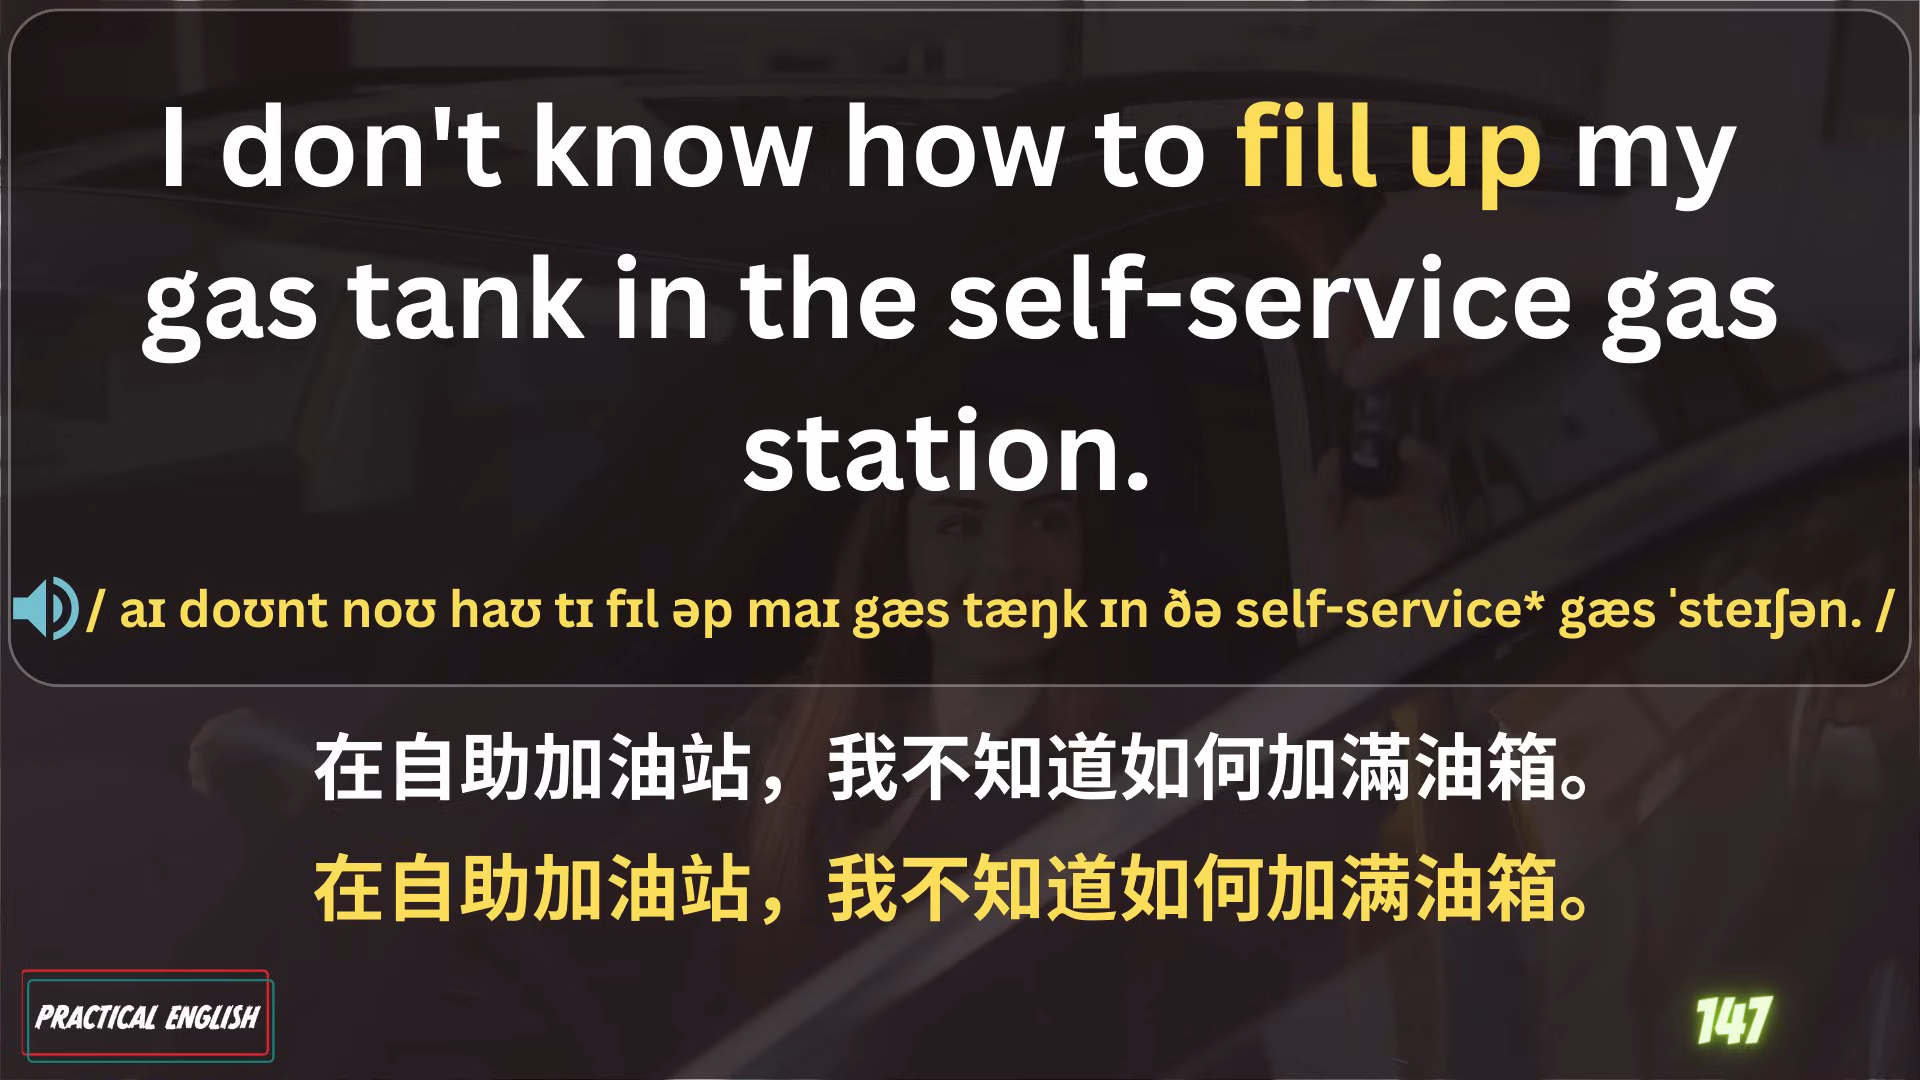 I don't know how to fill up my
gas tank in the self-service gas
station.
/ aɪ doʊnt noʊ haʊ tɪ fɪl əp maɪ gæs tæŋk ɪn ðə self-service* gæs ˈsteɪʃən. /
在自助加油站，我不知道如何加滿油箱。
在自助加油站，我不知道如何加满油箱。
PRACTICAL ENGLISH
147